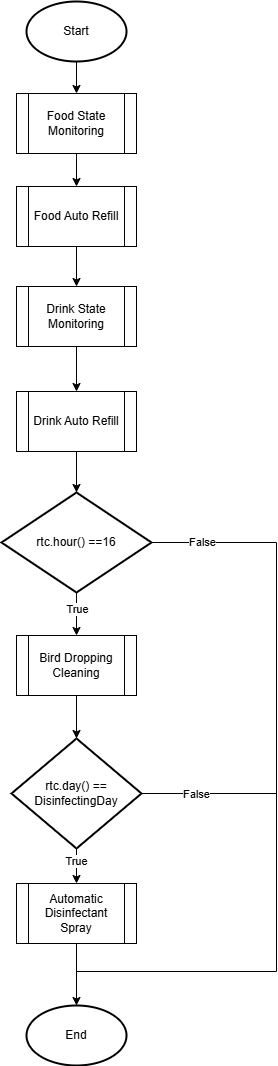 Start
Food State
Monitoring
Food Auto Refill
Drink State
Monitoring
Drink Auto Refill
rtc.hour() ==16
False
True
Bird Dropping
Cleaning
rtc.day() ==
DisinfectingDay
False
True
Automatic
Disinfectant
Spray
End